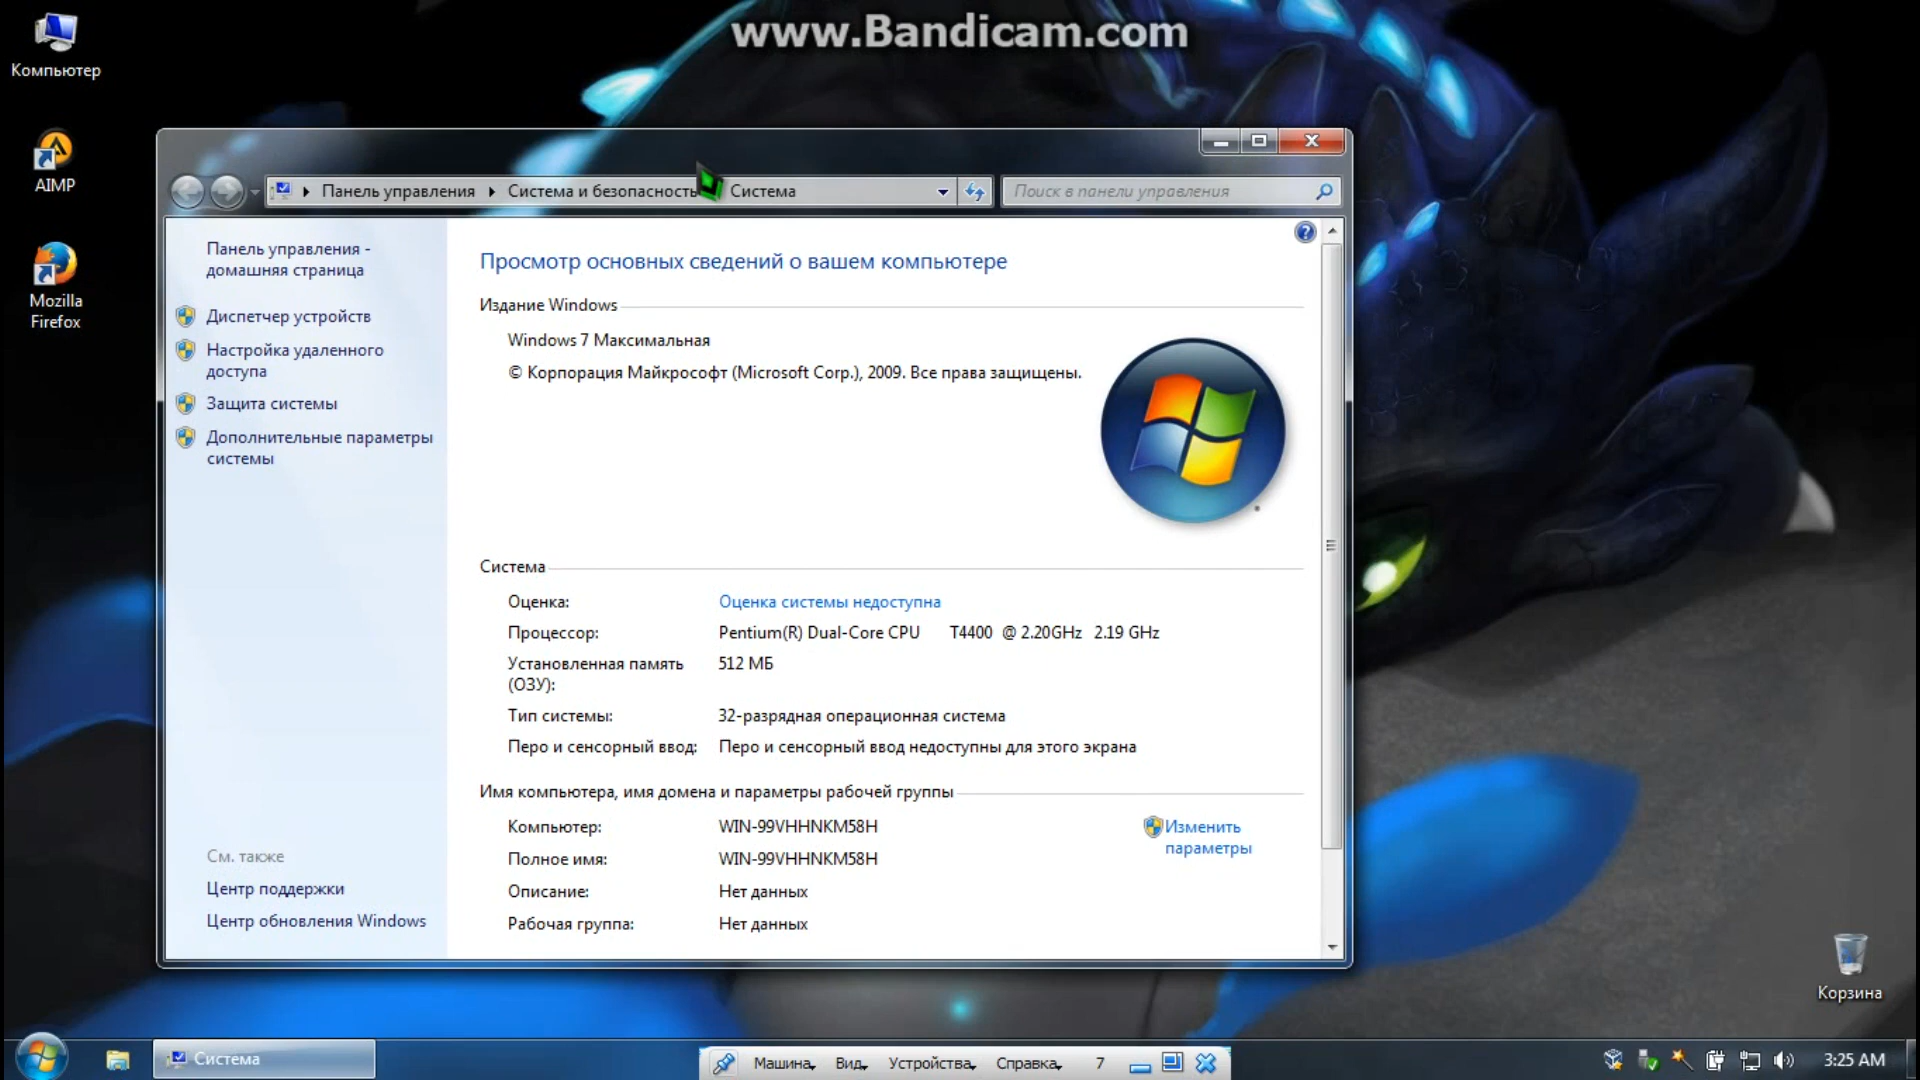 www.Bandicam.com
Компьютер
AIMP
Mozilla
Firefox
Панель управления
Система и безопасность
Система
Поиск в панели управления
Панель управления -
домашняя страница
Диспетчер устройств
Настройка удаленного
доступа
Защита системы
Дополнительные параметры
системы
См. также
Центр поддержки
Центр обновления Windows
Просмотр основных сведений о вашем компьютере
Издание Windows
Windows 7 Максимальная
© Корпорация Майкрософт (Microsoft Corp.), 2009. Все права защищены.
Система
Оценка: Оценка системы недоступна
Процессор: Pentium(R) Dual-Core CPU T4400 @ 2.20GHz 2.19 GHz
Установленная память 512 МБ
(ОЗУ):
Тип системы: 32-разрядная операционная система
Перо и сенсорный ввод: Перо и сенсорный ввод недоступны для этого экрана
Имя компьютера, имя домена и параметры рабочей группы
Компьютер: WIN-99VHHNKM58H
Изменить
параметры
Полное имя: WIN-99VHHNKM58H
Описание: Нет данных
Рабочая группа: Нет данных
Корзина
Система
Машина Вид Устройства Справка 7
3:25 AM